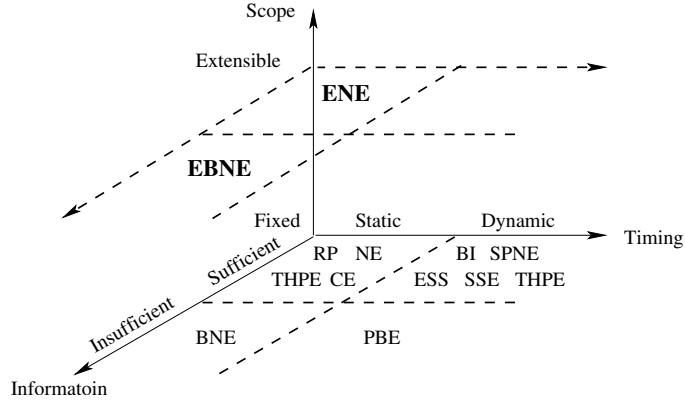 Scope
Extensible
ENE
EBNE
Fixed Static Dynamic
Timing
Sufficient
RP NE BI SPNE
THPE CE ESS SSE THPE
Insufficient
BNE PBE
Informatoin